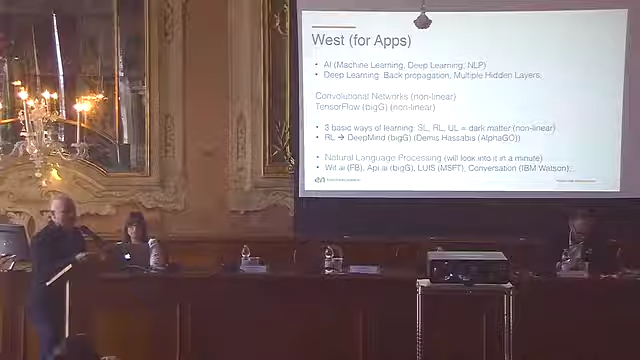 West (for Apps)
• AI (Machine Learning, Deep Learning, NLP)
• Deep Learning: Back propagation, Multiple Hidden Layers,
Convolutional Networks (non-linear)
TensorFlow (bigG) (non-linear)
• 3 basic ways of learning: SL, RL, UL = dark matter (non-linear)
• RL → DeepMind (bigG) (Demis Hassabis (AlphaGO))
• Natural Language Processing (will look into it in a minute)
• Wit.ai (FB), Api.ai (bigG), LUIS (MSFT), Conversation (IBM Watson)